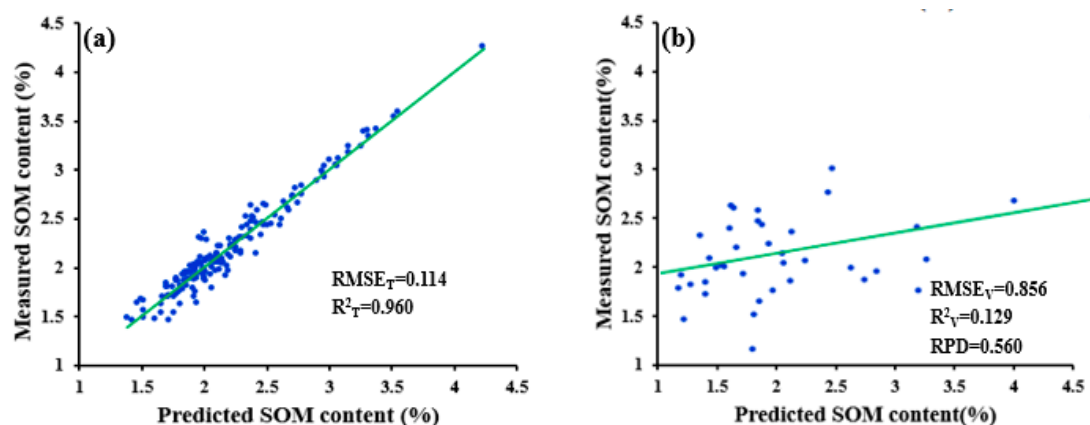 (a)
Measured SOM content (%)
4.5
4
3.5
3
2.5
2
1.5
1
RMSET=0.114
R²T=0.960
1 1.5 2 2.5 3 3.5 4 4.5
Predicted SOM content (%)
(b)
Measured SOM content(%)
4.5
4
3.5
3
2.5
2
1.5
1
RMSEV=0.856
R²V=0.129
RPD=0.560
1 1.5 2 2.5 3 3.5 4 4.5
Predicted SOM content(%)